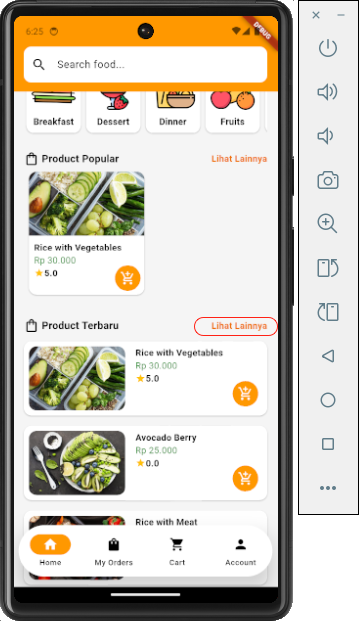 6:25
DEBUG
Search food...
Breakfast
Dessert
Dinner
Fruits
Product Popular
Lihat Lainnya
Rice with Vegetables
Rp 30.000
5.0
Product Terbaru
Lihat Lainnya
Rice with Vegetables
Rp 30.000
5.0
Avocado Berry
Rp 25.000
0.0
Rice with Meat
Home
My Orders
Cart
Account